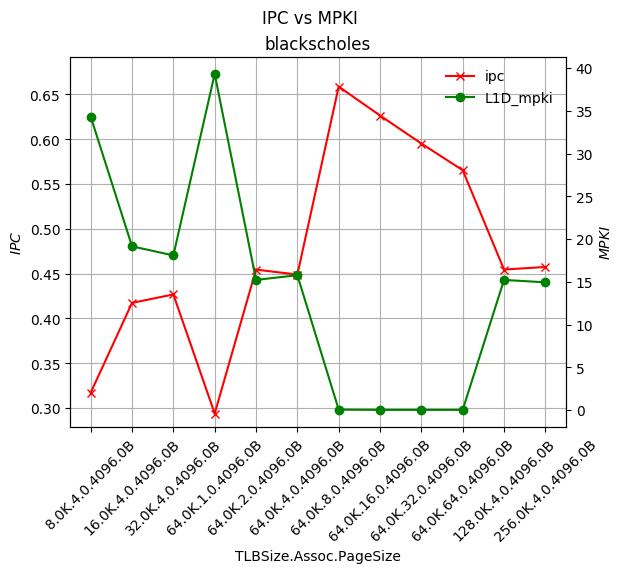 IPC vs MPKI
blackscholes
ipc
L1D_mpki
0.65
0.60
0.55
0.50
0.45
0.40
0.35
0.30
IPC
40
35
30
25
20
15
10
5
0
MPKI
8.0K.4.0.4096.0B
16.0K.4.0.4096.0B
32.0K.4.0.4096.0B
64.0K.1.0.4096.0B
64.0K.2.0.4096.0B
64.0K.4.0.4096.0B
64.0K.8.0.4096.0B
64.0K.16.0.4096.0B
64.0K.32.0.4096.0B
64.0K.64.0.4096.0B
128.0K.4.0.4096.0B
256.0K.4.0.4096.0B
TLBSize.Assoc.PageSize